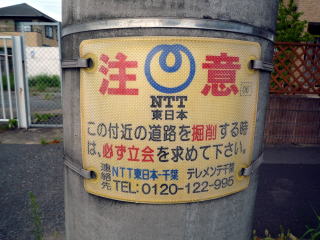 注 意
NTT
東日本
この付近の道路を掘削する時
は、必ず立会を求めて下さい。
連絡先 NTT東日本-千葉 テレメンテ千葉
TEL:0120-122-995